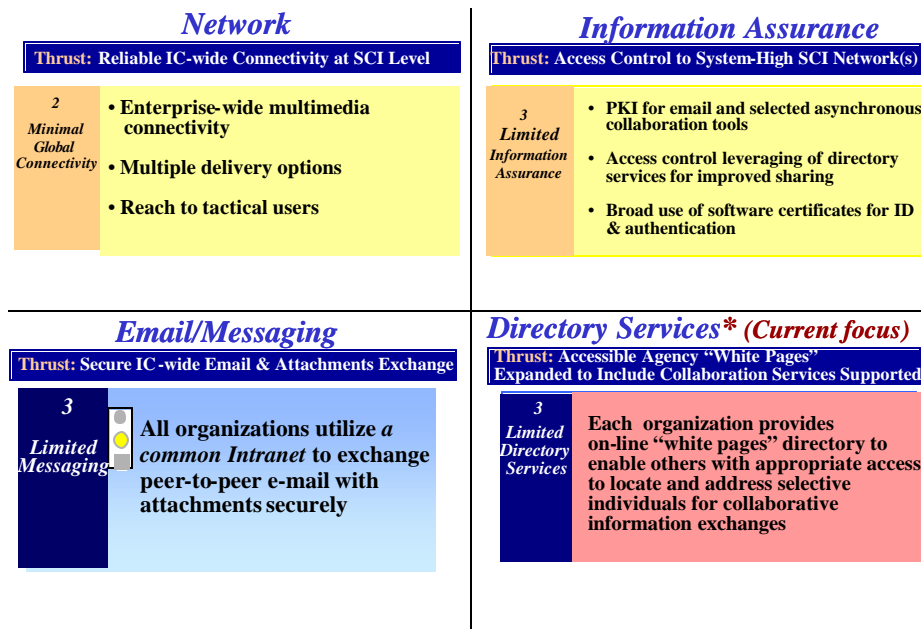 Network
Thrust: Reliable IC-wide Connectivity at SCI Level
2
Minimal
Global
Connectivity
• Enterprise-wide multimedia
connectivity
• Multiple delivery options
• Reach to tactical users
Information Assurance
Thrust: Access Control to System-High SCI Network(s)
3
Limited
Information
Assurance
• PKI for email and selected asynchronous
collaboration tools
• Access control leveraging of directory
services for improved sharing
• Broad use of software certificates for ID
& authentication
Email/Messaging
Thrust: Secure IC-wide Email & Attachments Exchange
3
Limited
Messaging
All organizations utilize a
common Intranet to exchange
peer-to-peer e-mail with
attachments securely
Directory Services* (Current focus)
Thrust: Accessible Agency “White Pages”
Expanded to Include Collaboration Services Supported
3
Limited
Directory
Services
Each organization provides
on-line “white pages” directory to
enable others with appropriate access
to locate and address selective
individuals for collaborative
information exchanges